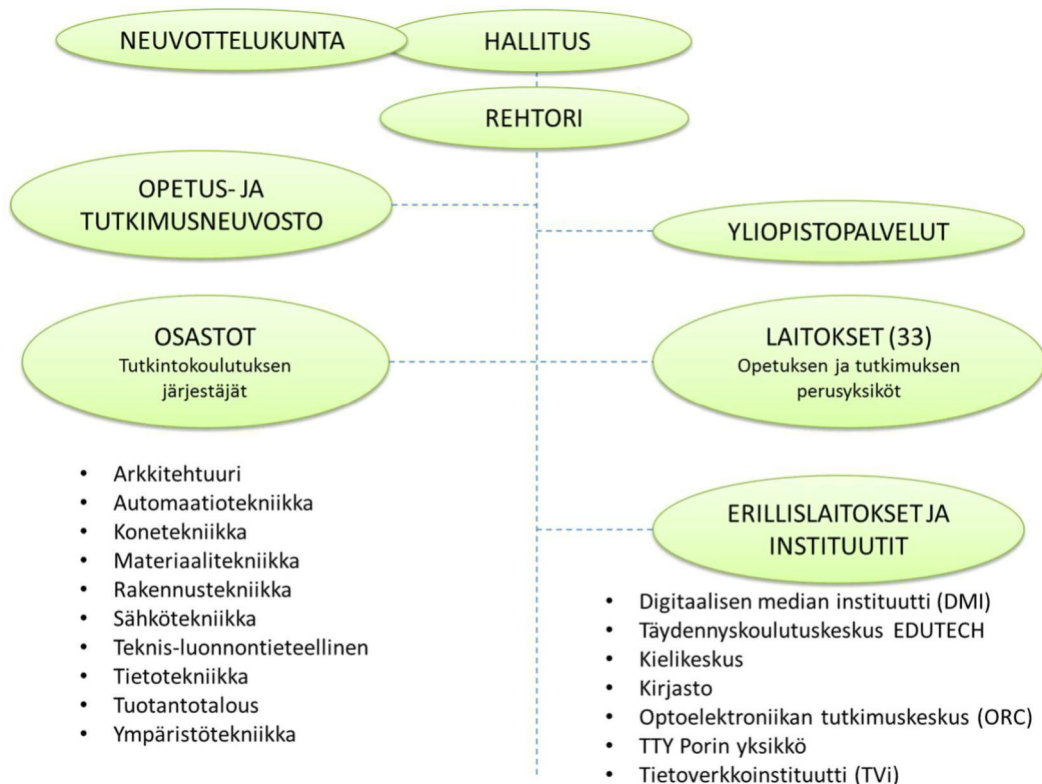 NEUVOTTELUKUNTA
HALLITUS
REHTORI
OPETUS- JA
TUTKIMUSNEUVOSTO
YLIOPISTOPALVELUT
OSASTOT
Tutkintokoulutuksen
järjestäjät
LAITOKSET (33)
Opetuksen ja tutkimuksen
perusyksiköt
• Arkkitehtuuri
• Automaatiotekniikka
• Konetekniikka
• Materiaalitekniikka
• Rakennustekniikka
• Sähkötekniikka
• Teknis-luonnontieteellinen
• Tietotekniikka
• Tuotantotalous
• Ympäristötekniikka
ERILLISLAITOKSET JA
INSTITUUTIT
• Digitaalisen median instituutti (DMI)
• Täydennyskoulutuskeskus EDUTECH
• Kielikeskus
• Kirjasto
• Optoelektroniikan tutkimuskeskus (ORC)
• TTY Porin yksikkö
• Tietoverkkoinstituutti (TVi)